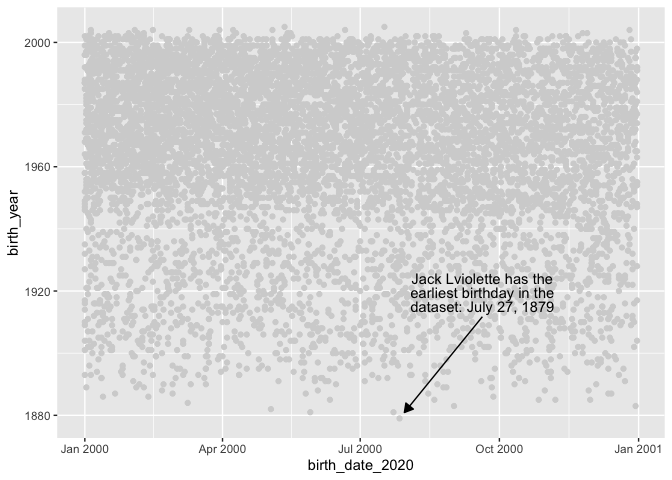 2000
1960
1920
1880
birth_year
Jack Lviolette has the
earliest birthday in the
dataset: July 27, 1879
Jan 2000
Apr 2000
Jul 2000
Oct 2000
Jan 2001
birth_date_2020